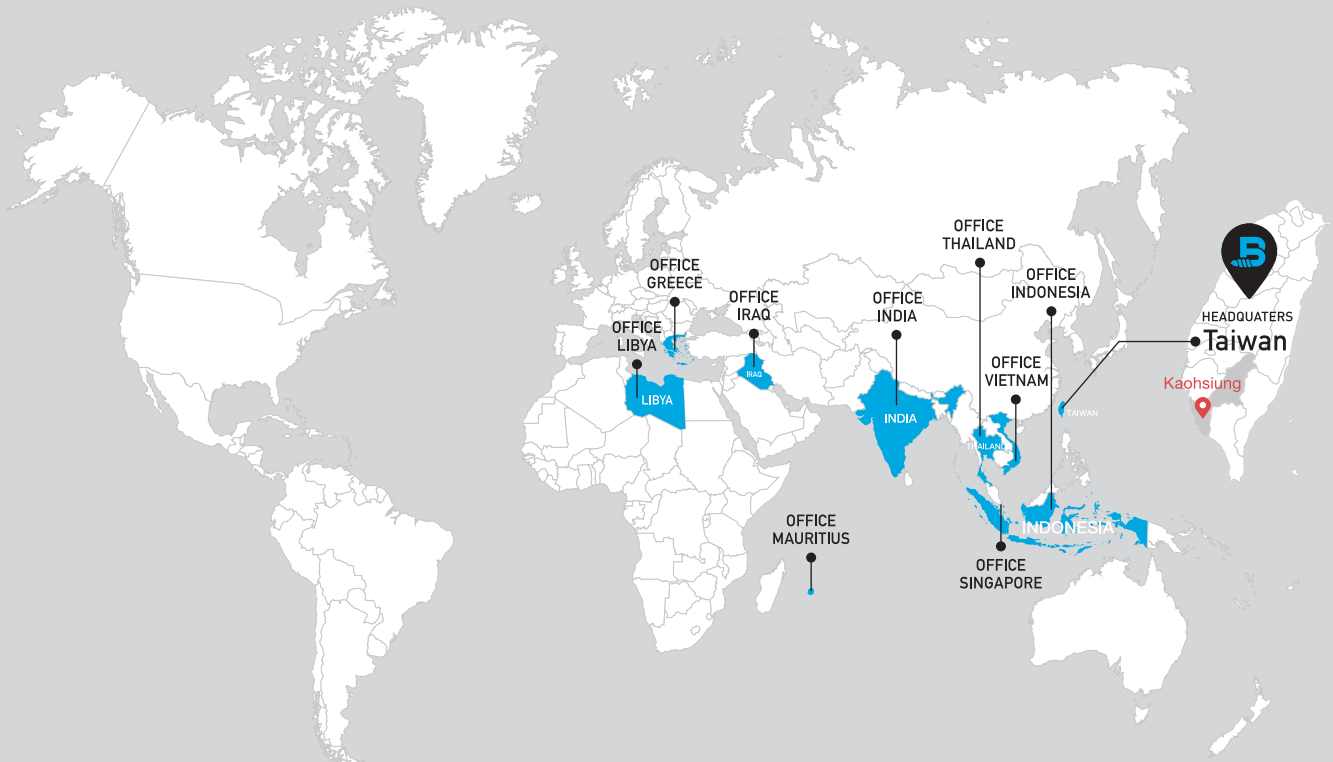 OFFICE
THAILAND
OFFICE
GREECE
OFFICE
INDONESIA
OFFICE
IRAQ
OFFICE
INDIA
HEADQUATERS
Taiwan
OFFICE
LIBYA
OFFICE
VIETNAM
Kaohsiung
IRAQ
LIBYA
INDIA
TAIWAN
THAILAND
OFFICE
MAURITIUS
INDONESIA
OFFICE
SINGAPORE